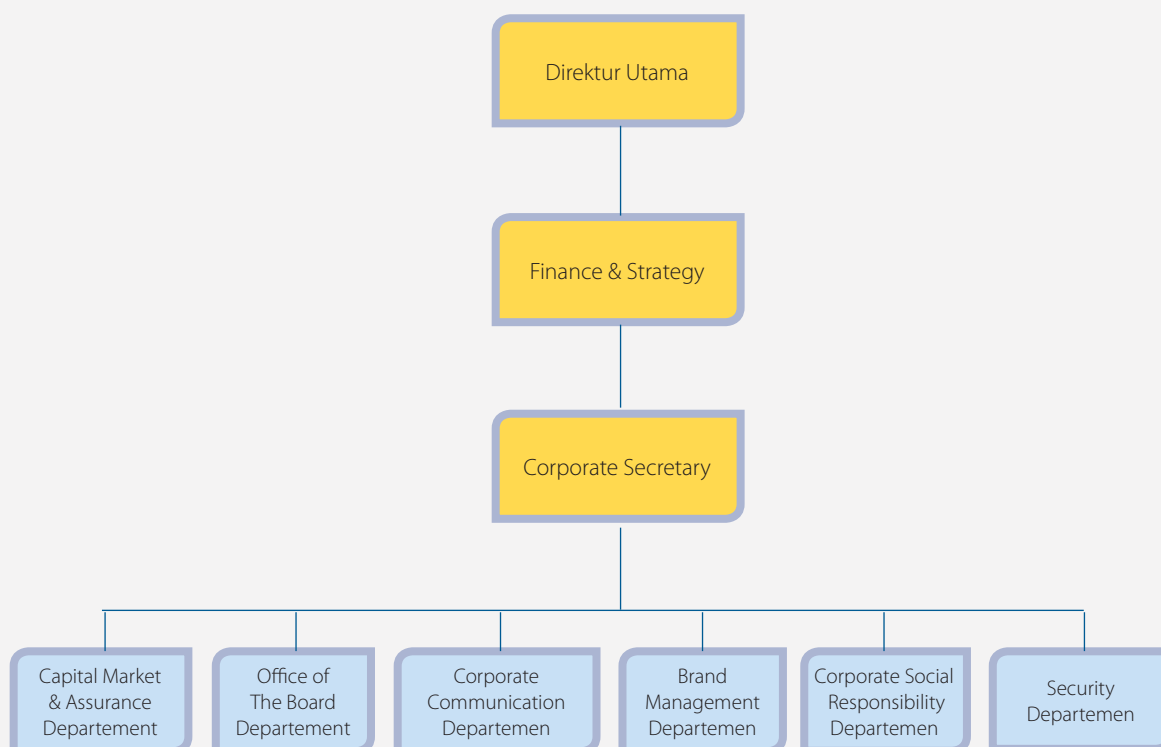 Direktur Utama
Finance & Strategy
Corporate Secretary
Capital Market
& Assurance
Departement
Office of
The Board
Departement
Corporate
Communication
Departemen
Brand
Management
Departemen
Corporate Social
Responsibility
Departemen
Security
Departemen